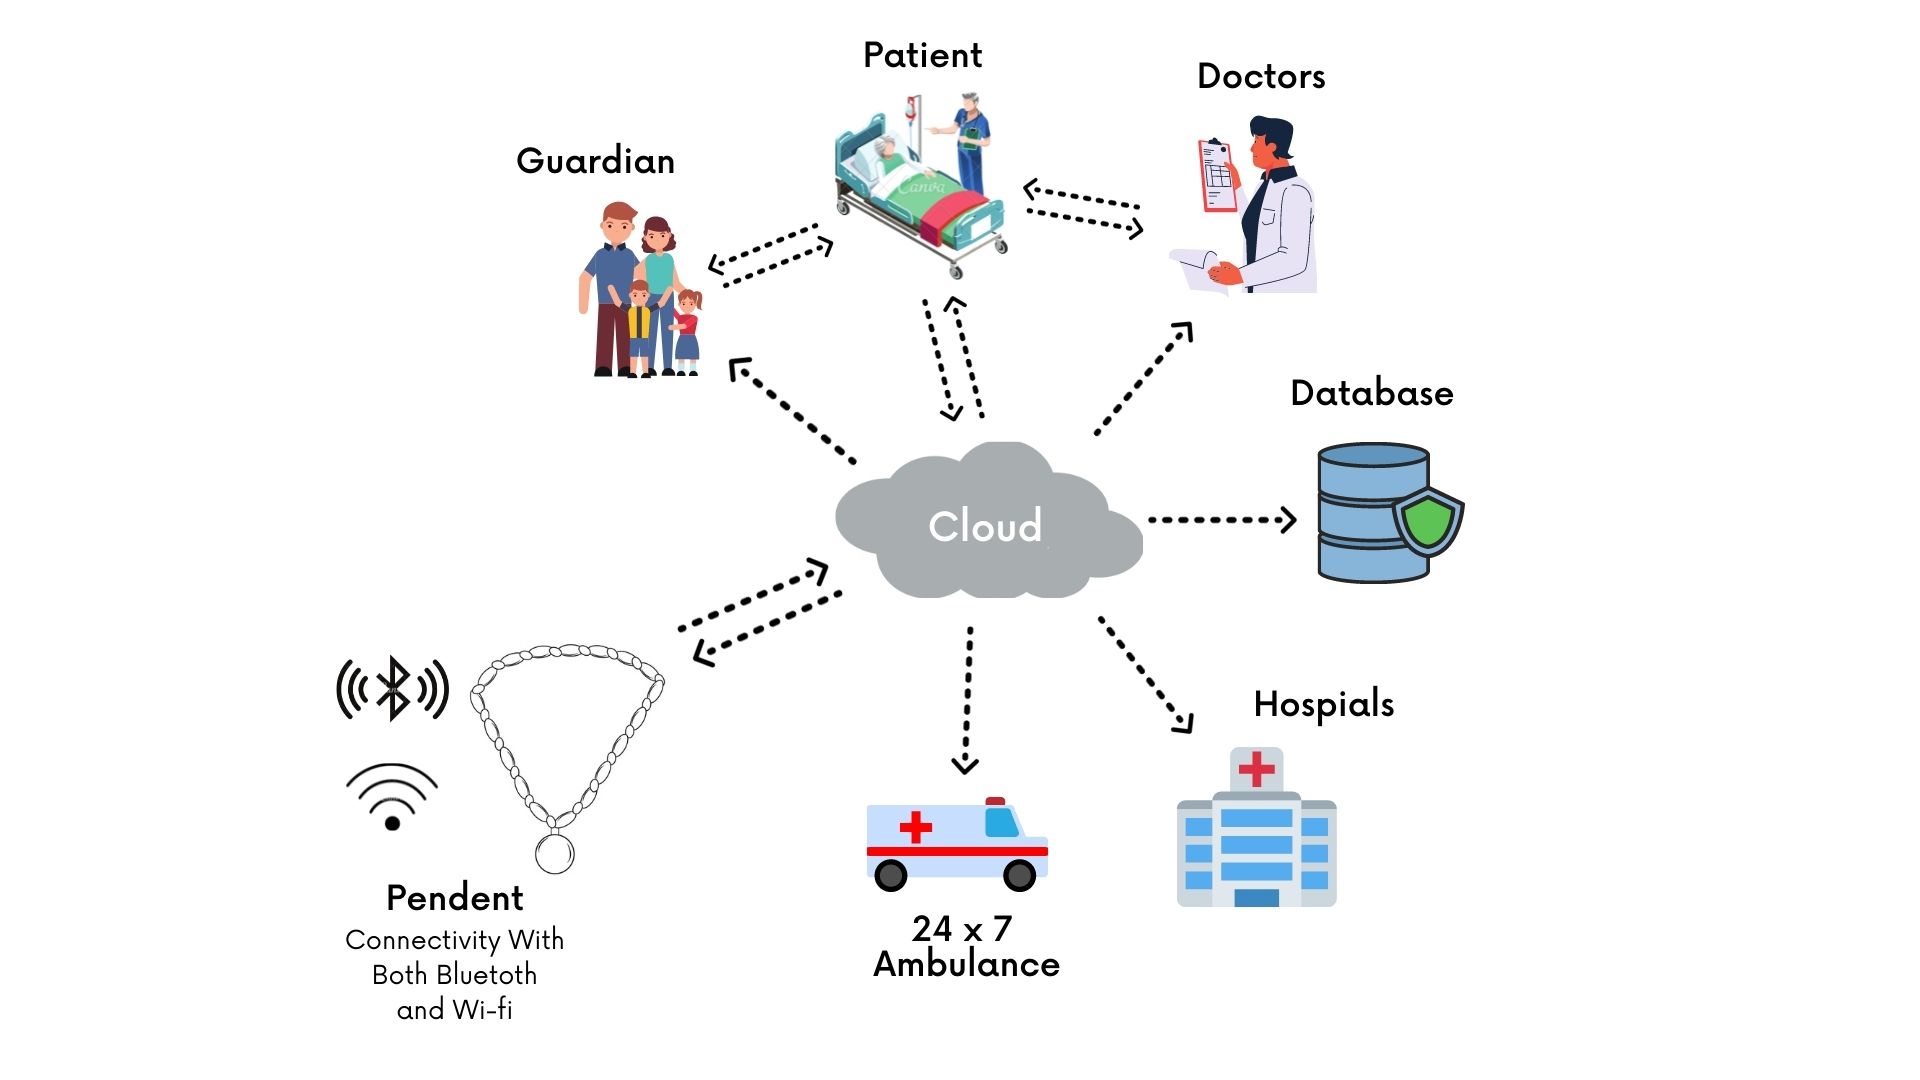 Patient
Doctors
Guardian
Canva
Database
Cloud
Hospials
Pendent
Connectivity With
Both Bluetoth
and Wi-fi
24 x 7
Ambulance